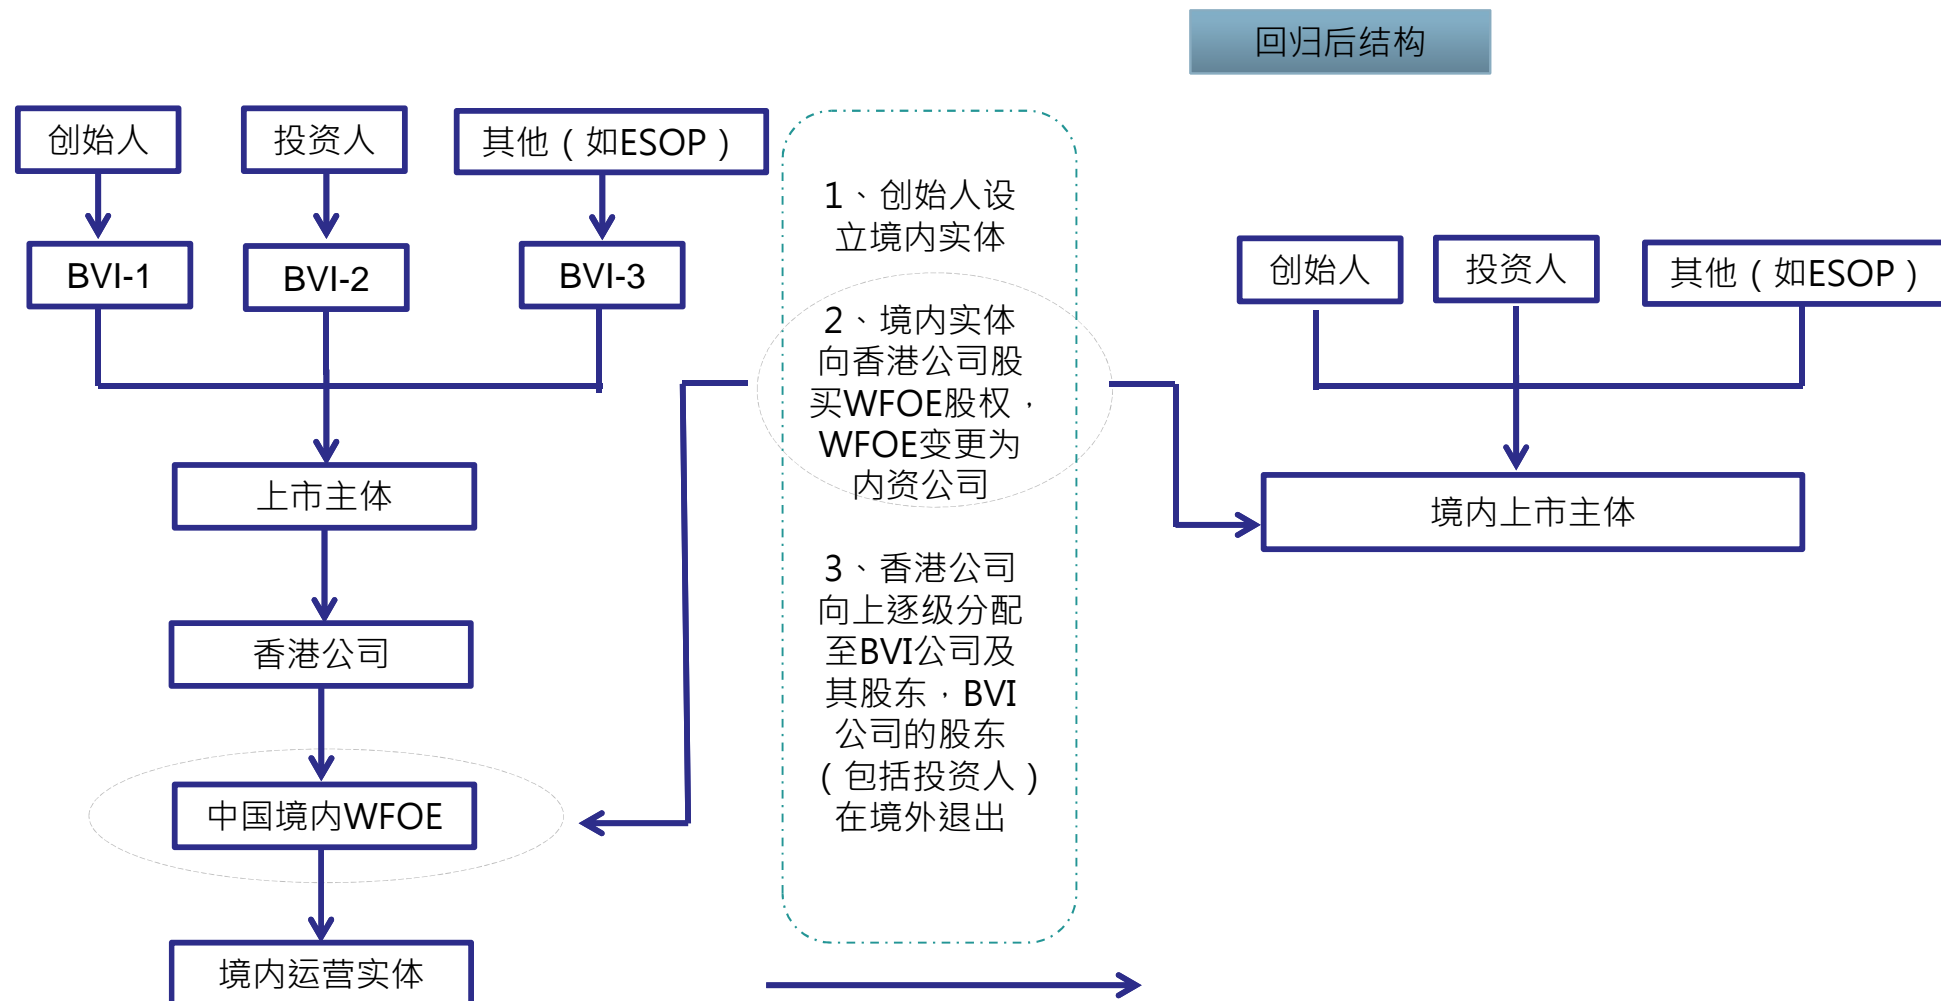 回归后结构
创始人
投资人
其他（如ESOP）
BVI-1
BVI-2
BVI-3
上市主体
香港公司
中国境内WFOE
境内运营实体
1、创始人设
立境内实体
2、境内实体
向香港公司股
买WFOE股权，
WFOE变更为
内资公司
3、香港公司
向上逐级分配
至BVI公司及
其股东，BVI
公司的股东
（包括投资人）
在境外退出
创始人
投资人
其他（如ESOP）
境内上市主体